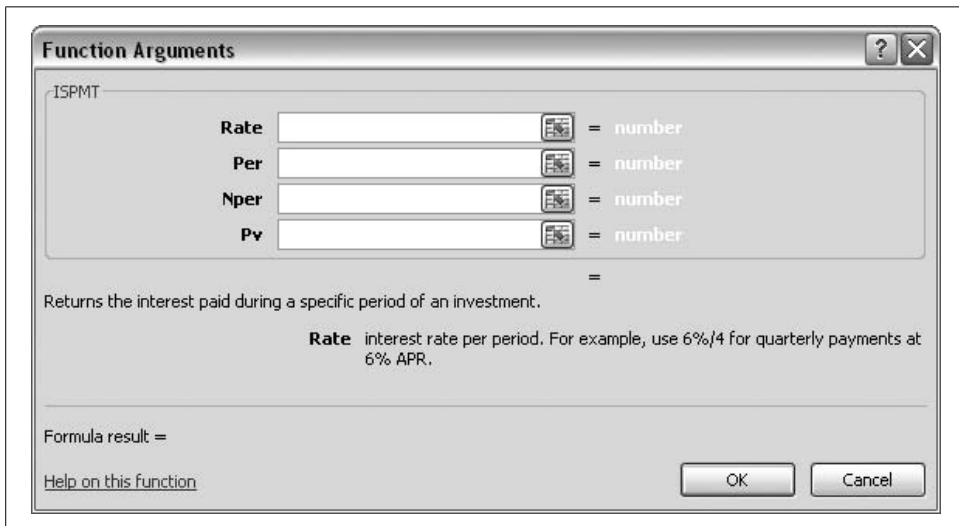 Function Arguments
ISPMT
Rate = number
Per = number
Nper = number
Pv = number
=
Returns the interest paid during a specific period of an investment.
Rate interest rate per period. For example, use 6%/4 for quarterly payments at
6% APR.
Formula result =
Help on this function
OK Cancel